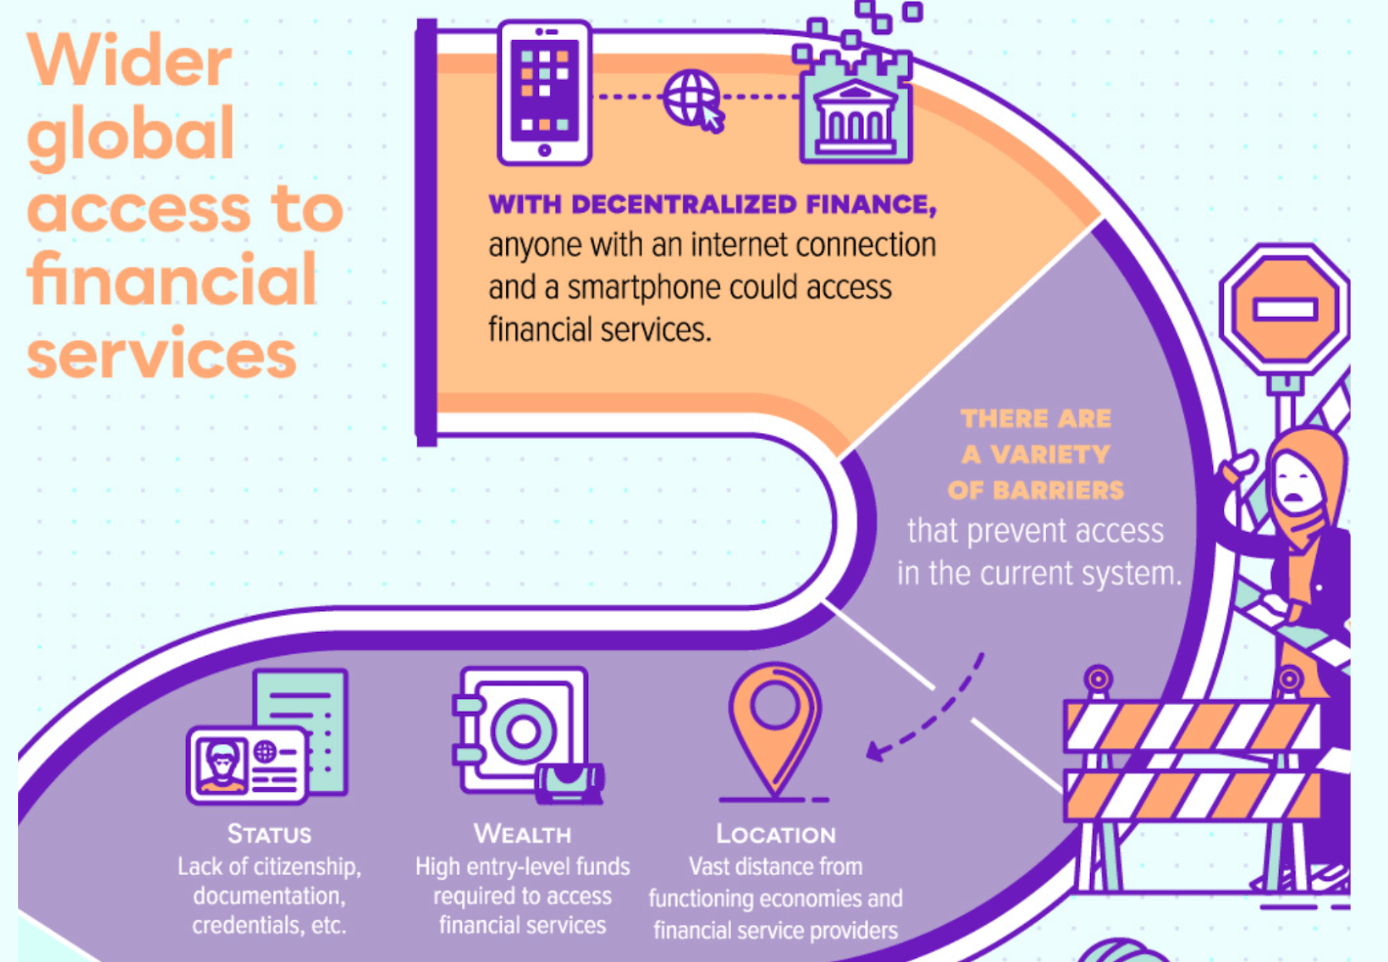 Wider
global
access to
financial
services
WITH DECENTRALIZED FINANCE,
anyone with an internet connection
and a smartphone could access
financial services.
THERE ARE
A VARIETY
OF BARRIERS
that prevent access
in the current system.
STATUS
Lack of citizenship,
documentation,
credentials, etc.
WEALTH
High entry-level funds
required to access
financial services
LOCATION
Vast distance from
functioning economies and
financial service providers